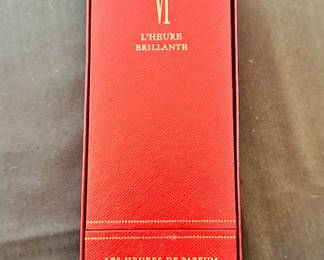 VI
L'HEURE
BRILLANTE
LES HEURES DE PARFUM